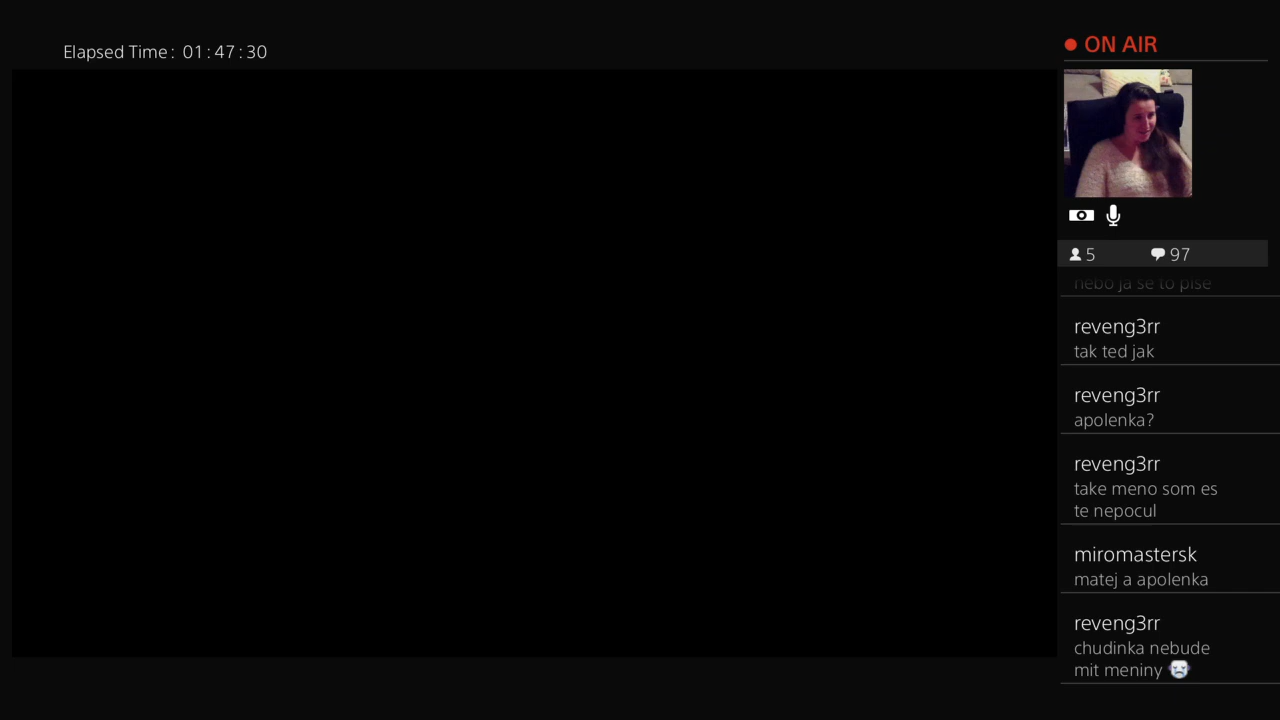 Elapsed Time: 01:47:30
ON AIR
5 97
nebo ja se to pise
reveng3rr
tak ted jak
reveng3rr
apolenka?
reveng3rr
take meno som es
te nepocul
miromastersk
matej a apolenka
reveng3rr
chudinka nebude
mit meniny